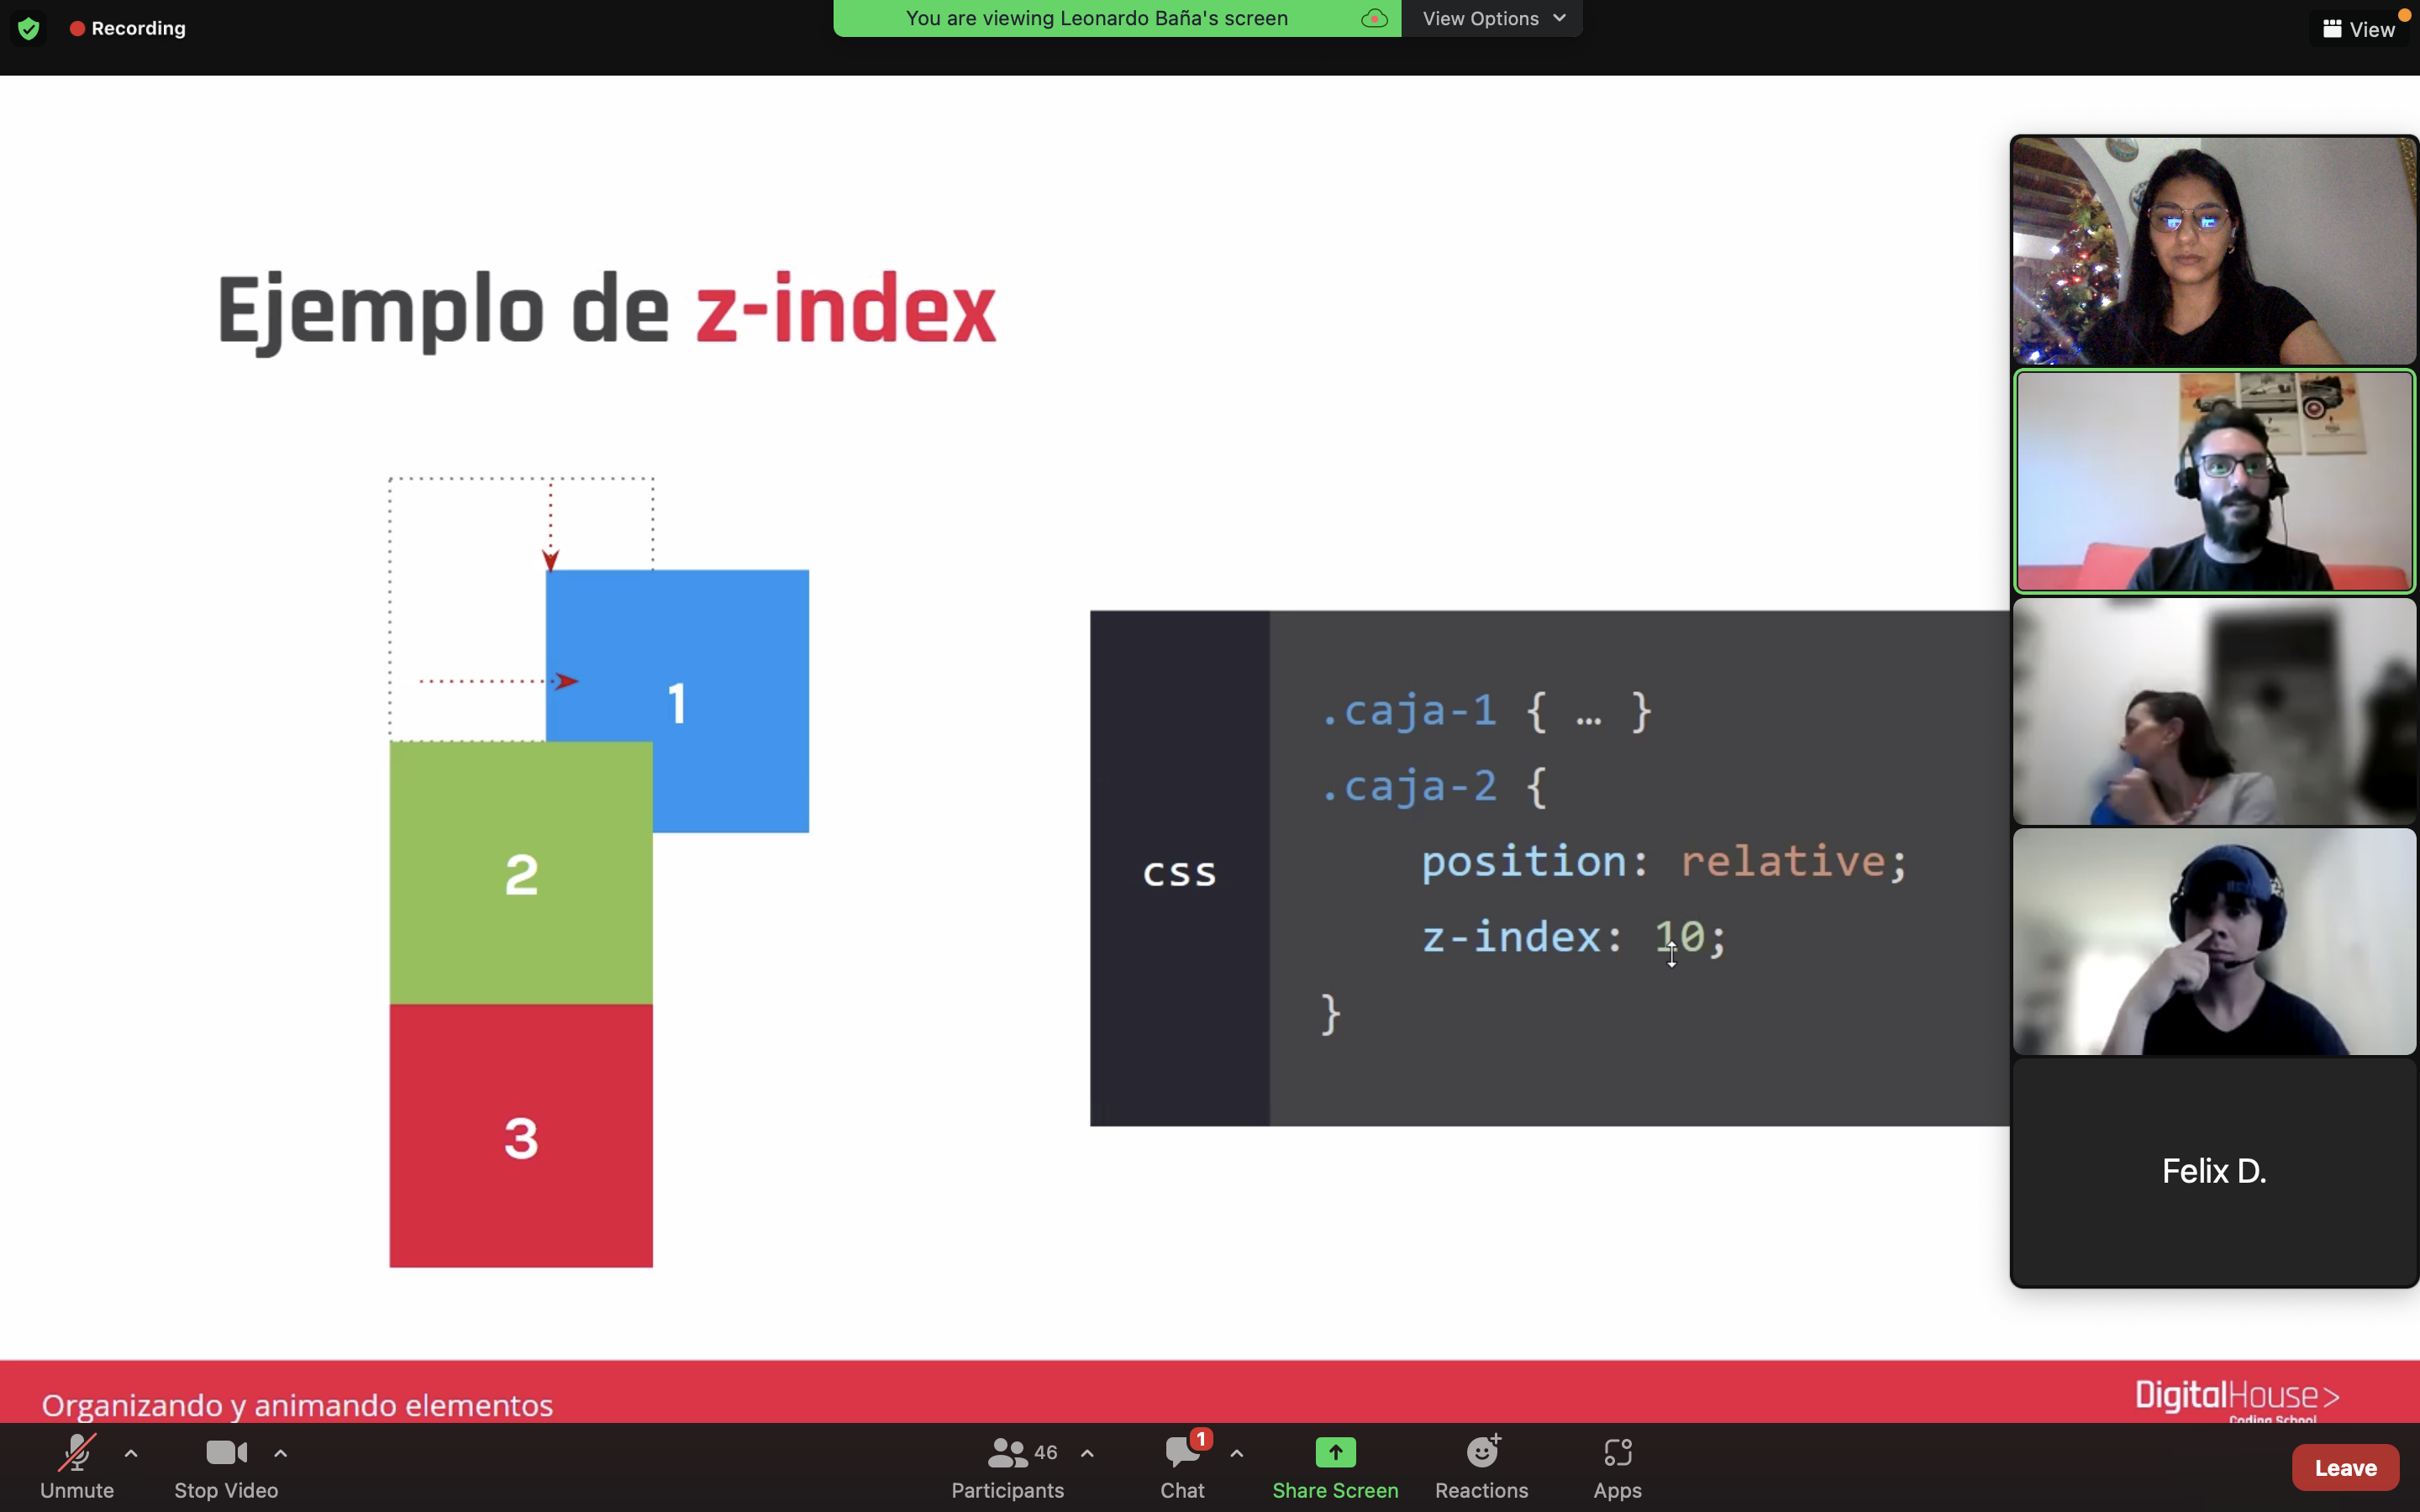 Recording
You are viewing Leonardo Baña's screen
View Options
View
Ejemplo de z-index
1
2
3
css
.caja-1 { … }
.caja-2 {
position: relative;
z-index: 10;
}
Felix D.
Organizando y animando elementos
DigitalHouse>
Coding School
Unmute
Stop Video
46
Participants
1
Chat
Share Screen
Reactions
Apps
Leave